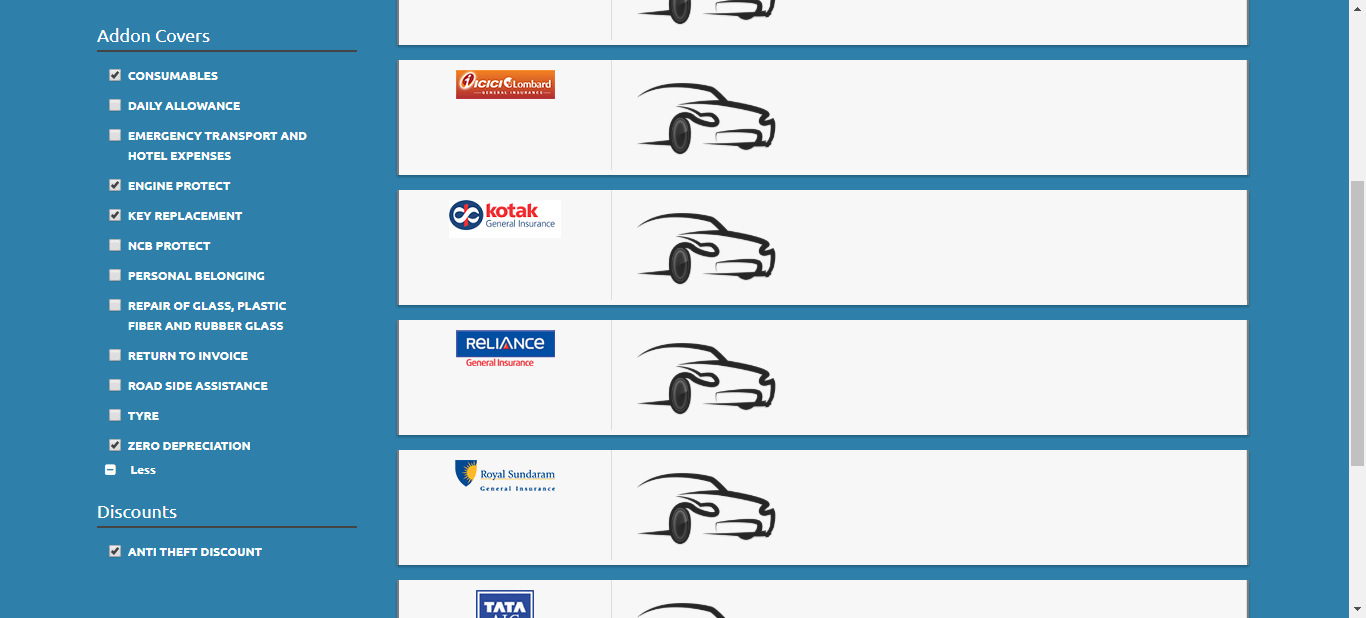 Addon Covers
CONSUMABLES
DAILY ALLOWANCE
EMERGENCY TRANSPORT AND
HOTEL EXPENSES
ENGINE PROTECT
KEY REPLACEMENT
NCB PROTECT
PERSONAL BELONGING
REPAIR OF GLASS, PLASTIC
FIBER AND RUBBER GLASS
RETURN TO INVOICE
ROAD SIDE ASSISTANCE
TYRE
ZERO DEPRECIATION
Less
Discounts
ANTI THEFT DISCOUNT
ICICI Lombard
GENERAL INSURANCE
kotak
General Insurance
RELIANCE
General Insurance
Royal Sundaram
General Insurance
TATA
AIG